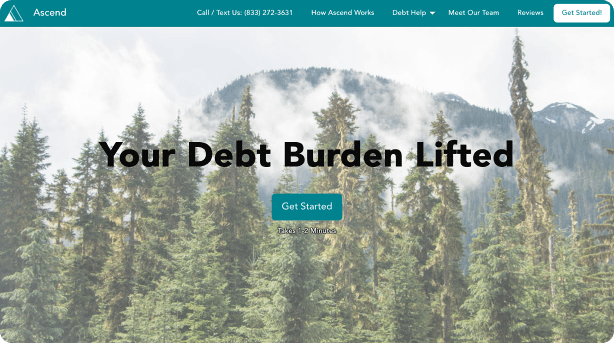 Ascend
Call / Text Us: (833) 272-3631
How Ascend Works
Debt Help
Meet Our Team
Reviews
Get Started!
Your Debt Burden Lifted
Get Started
Takes 1-2 Minutes